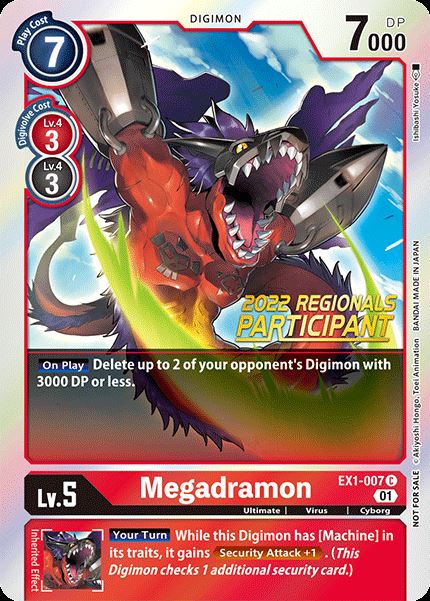 Play Cost
7
DIGIMON
DP
7000
Digivolve Cost
Lv.4
3
Lv.4
3
Ishibashi Yosuke
2022 REGIONALS
PARTICIPANT
On Play Delete up to 2 of your opponent's Digimon with
3000 DP or less.
©Akiyoshi Hongo, Toei Animation BANDAI MADE IN JAPAN
NOT FOR SALE
Lv.5
Megadramon
EX1-007 C
01
Ultimate | Virus | Cyborg
Inherited Effect
Your Turn While this Digimon has [Machine] in
its traits, it gains Security Attack +1 . (This
Digimon checks 1 additional security card.)